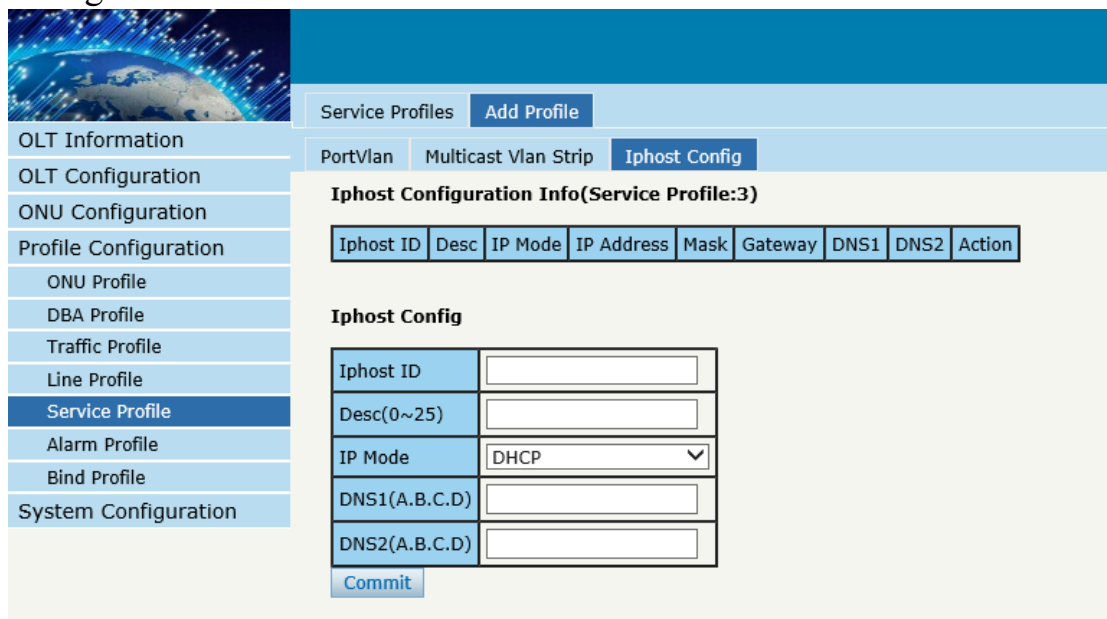 Service Profiles Add Profile
OLT Information
PortVlan Multicast Vlan Strip Iphost Config
OLT Configuration
Iphost Configuration Info(Service Profile:3)
ONU Configuration
Profile Configuration
Iphost ID Desc IP Mode IP Address Mask Gateway DNS1 DNS2 Action
ONU Profile
DBA Profile
Iphost Config
Traffic Profile
Line Profile
Iphost ID
Service Profile
Desc(0~25)
Alarm Profile
IP Mode DHCP
Bind Profile
DNS1(A.B.C.D)
System Configuration
DNS2(A.B.C.D)
Commit